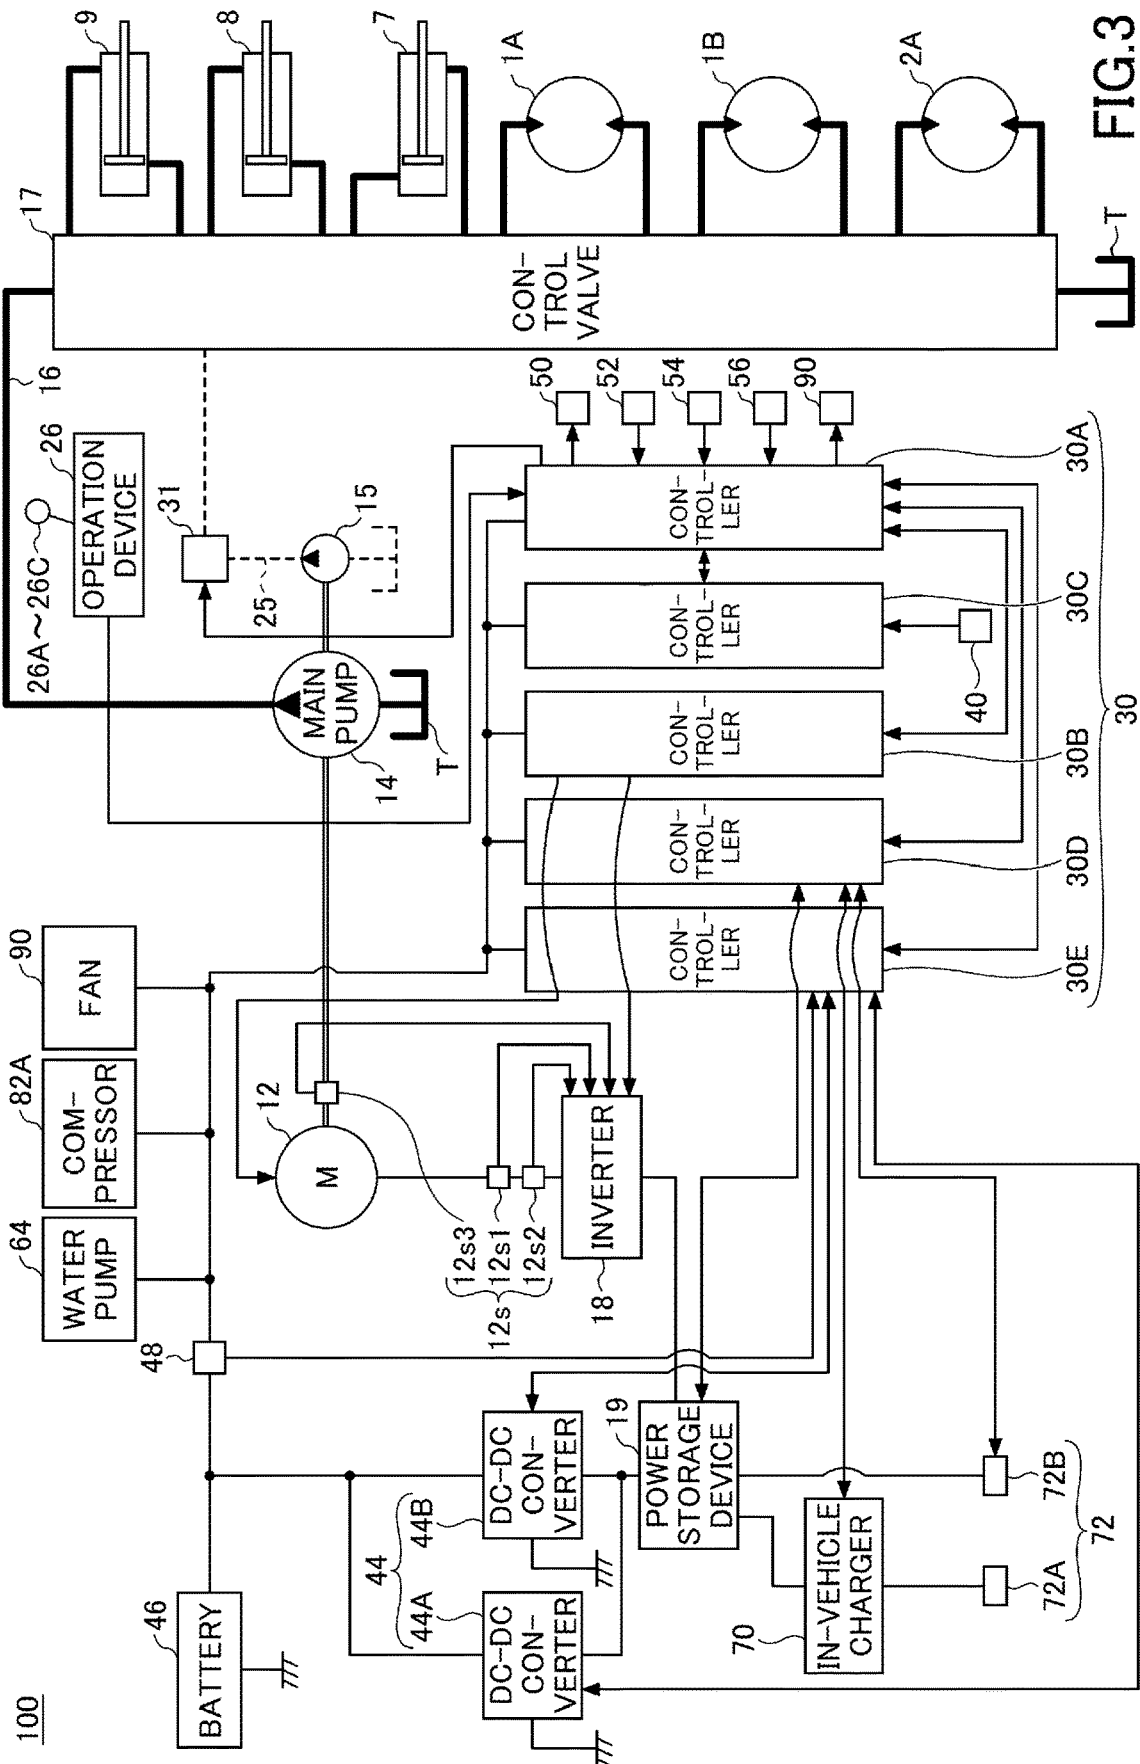 100
64
82A
90
26A～26C
26
16
17
9
WATER
PUMP
COM-
PRESSOR
FAN
OPERATION
DEVICE
46
48
31
8
BATTERY
12
25
15
7
M
MAIN
PUMP
14
T
44
44A
44B
12s3
12s1
12s2
12s
1A
DC-DC
CON-
VERTER
DC-DC
CON-
VERTER
18
INVERTER
CON-
TROL
VALVE
50
52
54
56
90
19
POWER
STORAGE
DEVICE
CON-
TROL-
LER
CON-
TROL-
LER
CON-
TROL-
LER
CON-
TROL-
LER
CON-
TROL-
LER
1B
70
IN-VEHICLE
CHARGER
40
2A
72A
72B
72
30E
30D
30B
30C
30A
30
T
FIG.3